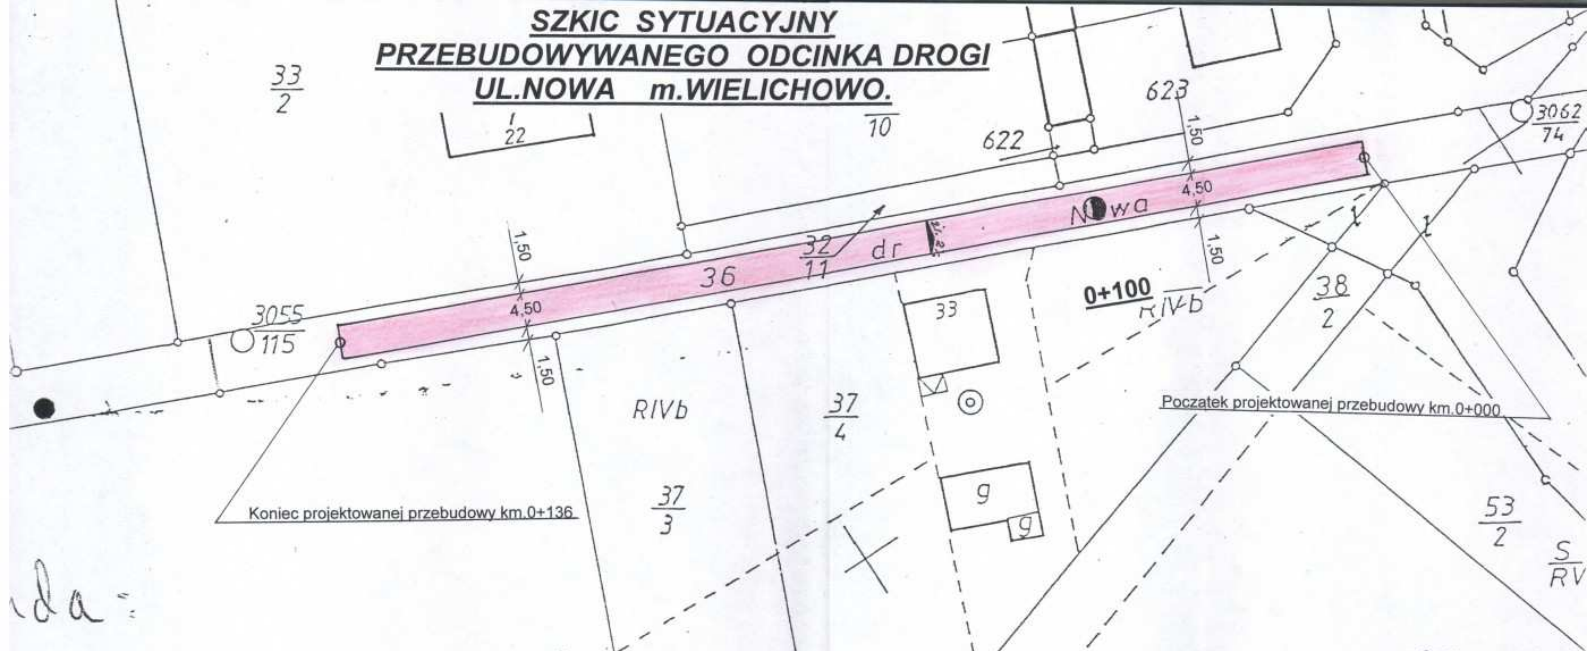 SZKIC SYTUACYJNY
PRZEBUDOWYWANEGO ODCINKA DROGI
UL.NOWA m.WIELICHOWO.
33
2
22
10
622
623
3062
74
1,50
4,50
1,50
Nowa
32
11
dr
36
1,50
4,50
1,50
3055
115
33
0+100
RIVb
38
2
1
1
RIVb
37
4
37
3
g
g
Początek projektowanej przebudowy km.0+000
Koniec projektowanej przebudowy km.0+136
53
2
S
RV